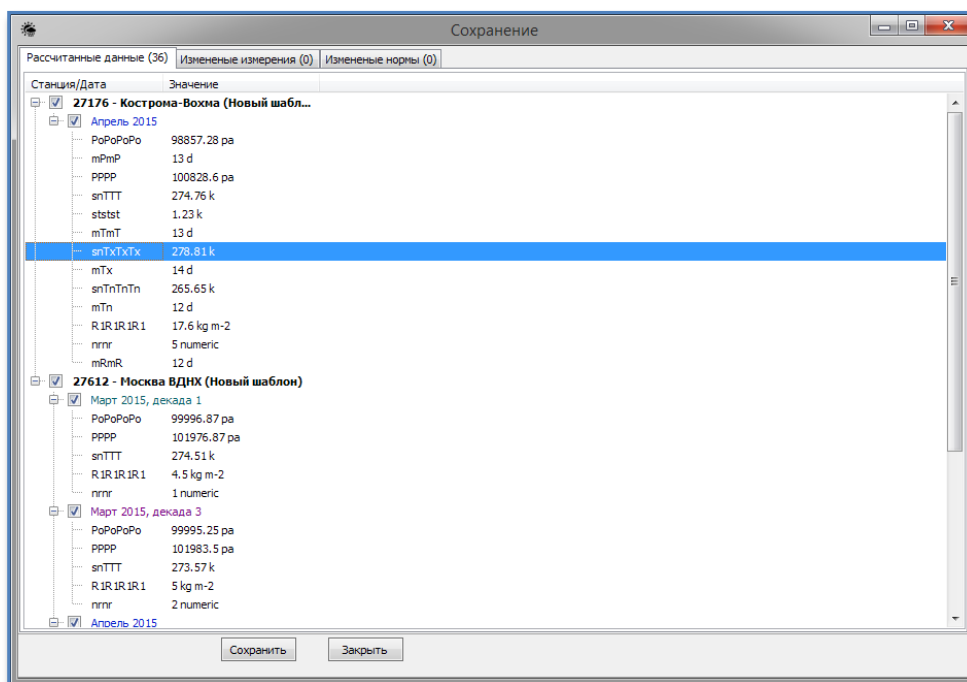 Сохранение
Рассчитанные данные (36) Измененые измерения (0) Измененые нормы (0)
Станция/Дата Значение
27176 - Кострома-Вохма (Новый шабл...
Апрель 2015
PoPoPoPo 98857.28 pa
mPmP 13 d
PPPP 100828.6 pa
snTTT 274.76 k
ststst 1.23 k
mTmT 13 d
snTxTxTx 278.81 k
mTx 14 d
snTnTnTn 265.65 k
mTn 12 d
R1R1R1R1 17.6 kg m-2
nrnr 5 numeric
mRmR 12 d
27612 - Москва ВДНХ (Новый шаблон)
Март 2015, декада 1
PoPoPoPo 99996.87 pa
PPPP 101976.87 pa
snTTT 274.51 k
R1R1R1R1 4.5 kg m-2
nrnr 1 numeric
Март 2015, декада 3
PoPoPoPo 99995.25 pa
PPPP 101983.5 pa
snTTT 273.57 k
R1R1R1R1 5 kg m-2
nrnr 2 numeric
Апрель 2015
Сохранить Закрыть